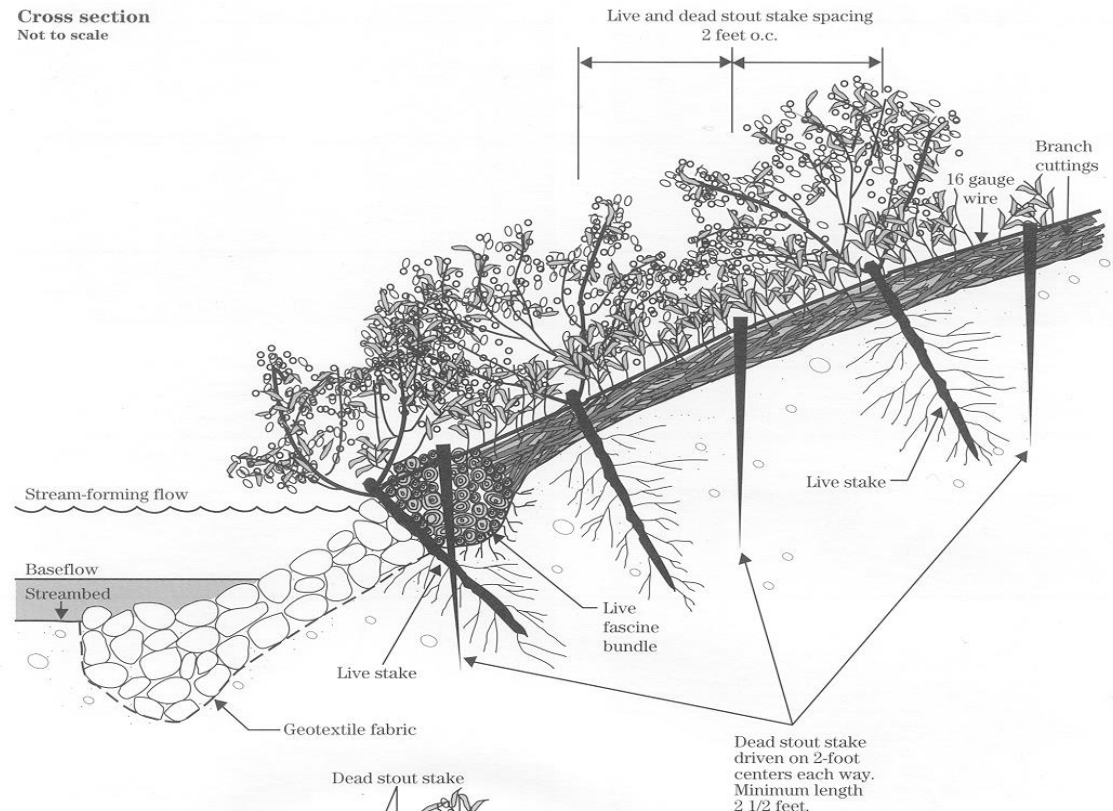 Cross section
Not to scale
Live and dead stout stake spacing
2 feet o.c.
Branch
cuttings
16 gauge
wire
Stream-forming flow
Live stake
Baseflow
Streambed
Live
fascine
bundle
Live stake
Geotextile fabric
Dead stout stake
driven on 2-foot
centers each way.
Minimum length
2 1/2 feet.
Dead stout stake